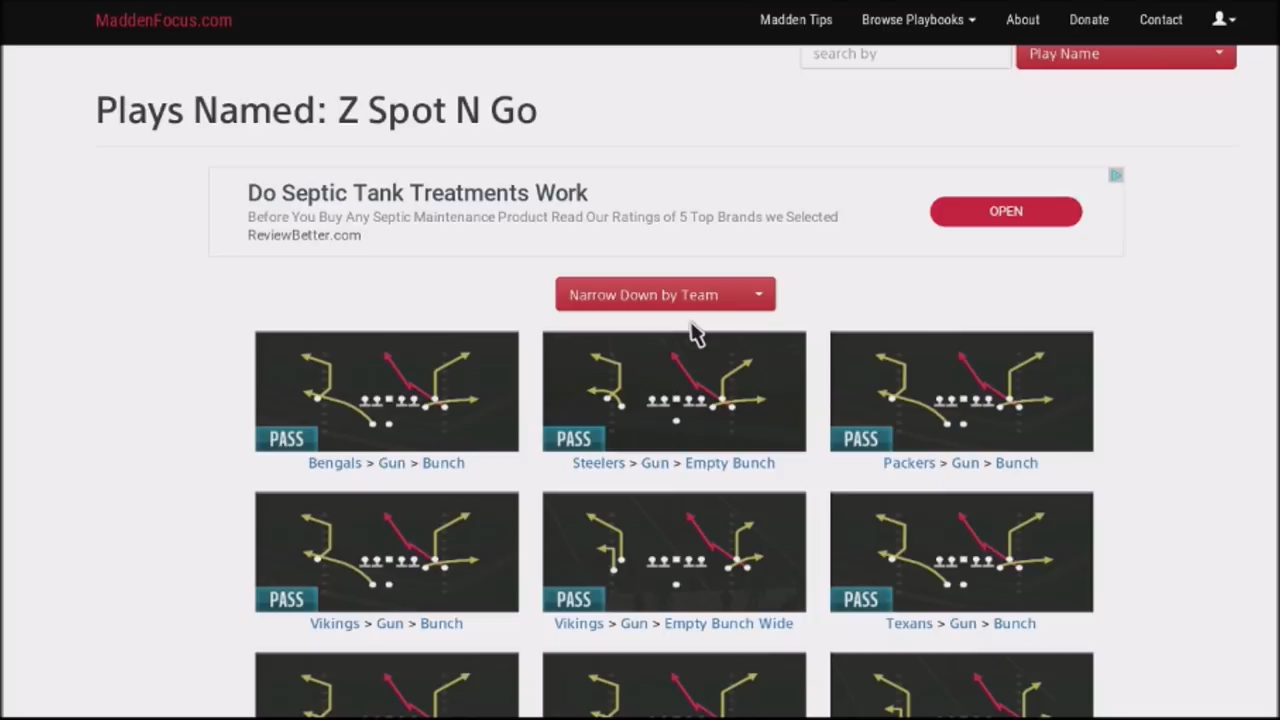 MaddenFocus.com
Madden Tips Browse Playbooks About Donate Contact
search by Play Name
Plays Named: Z Spot N Go
Do Septic Tank Treatments Work
Before You Buy Any Septic Maintenance Product Read Our Ratings of 5 Top Brands we Selected
ReviewBetter.com
OPEN
Narrow Down by Team
PASS PASS PASS
Bengals > Gun > Bunch Steelers > Gun > Empty Bunch Packers > Gun > Bunch
PASS PASS PASS
Vikings > Gun > Bunch Vikings > Gun > Empty Bunch Wide Texans > Gun > Bunch